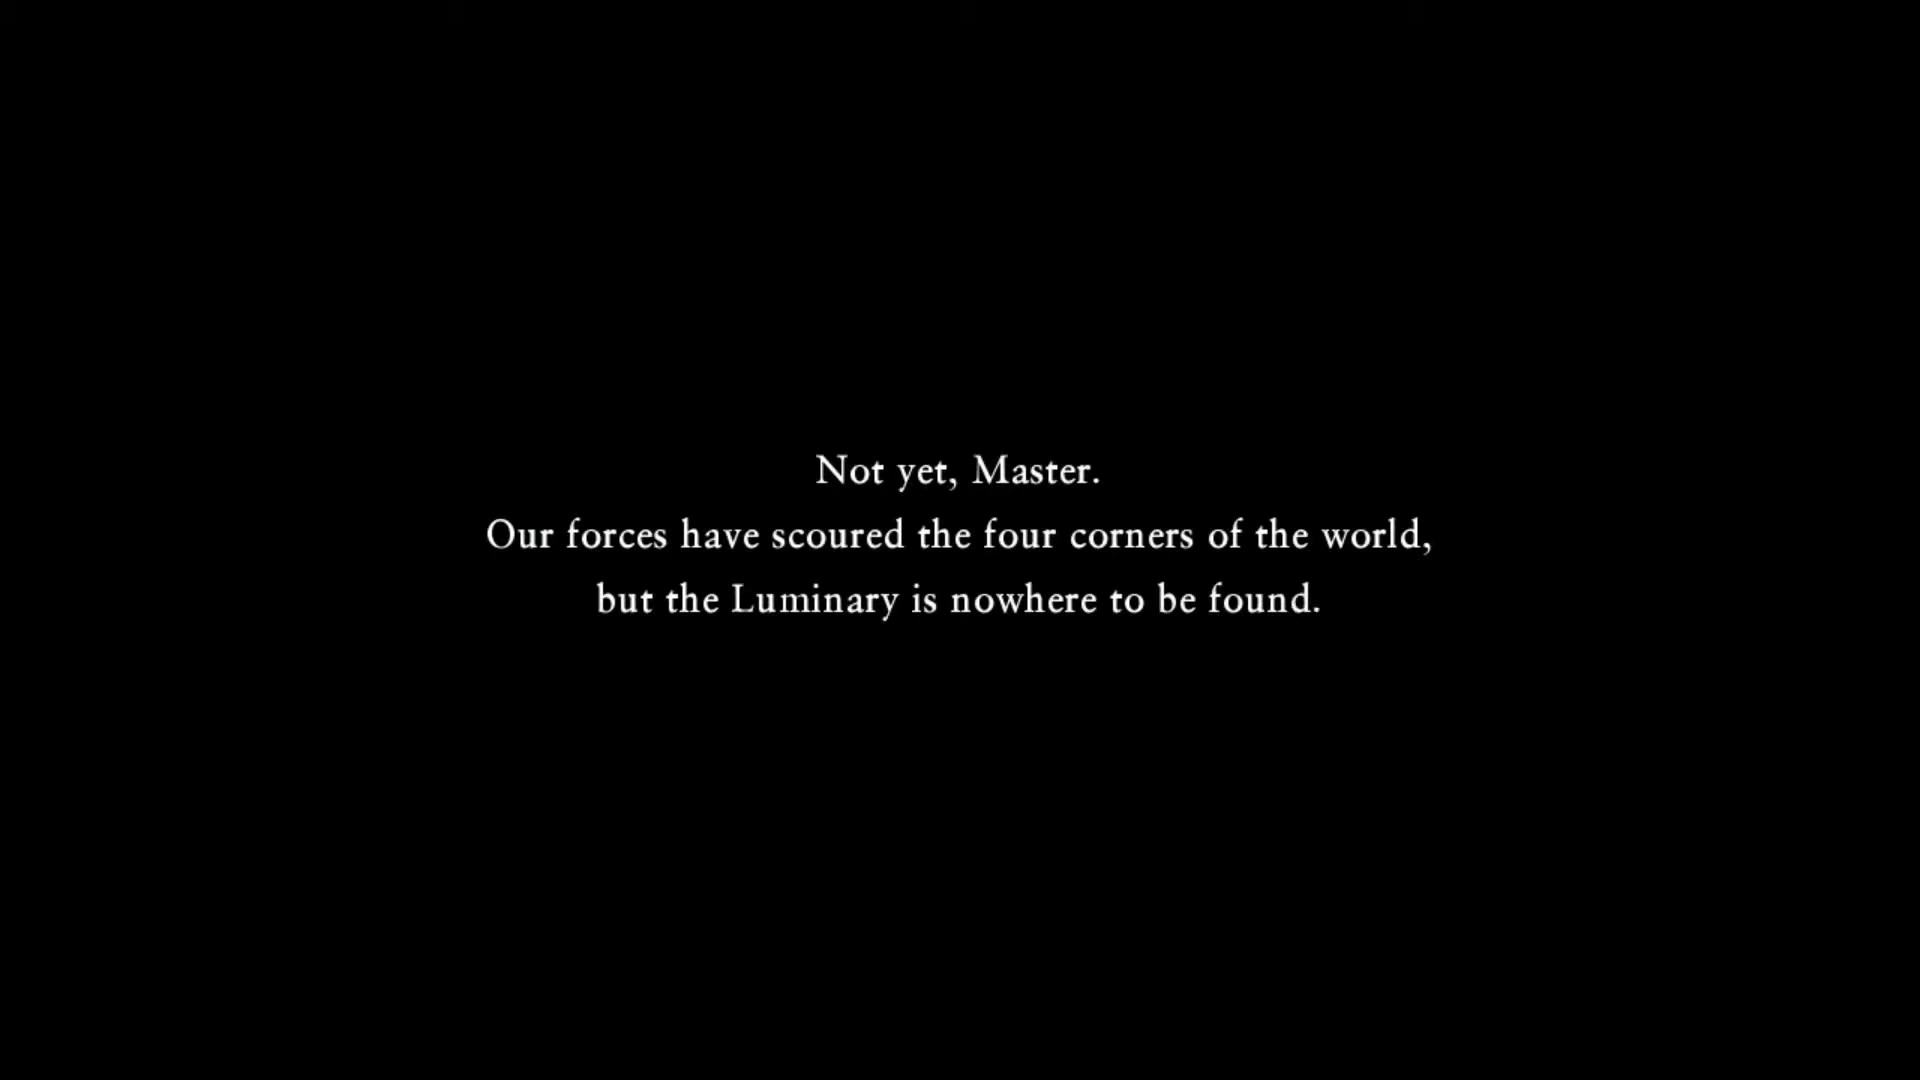 Not yet, Master.
Our forces have scoured the four corners of the world,
but the Luminary is nowhere to be found.